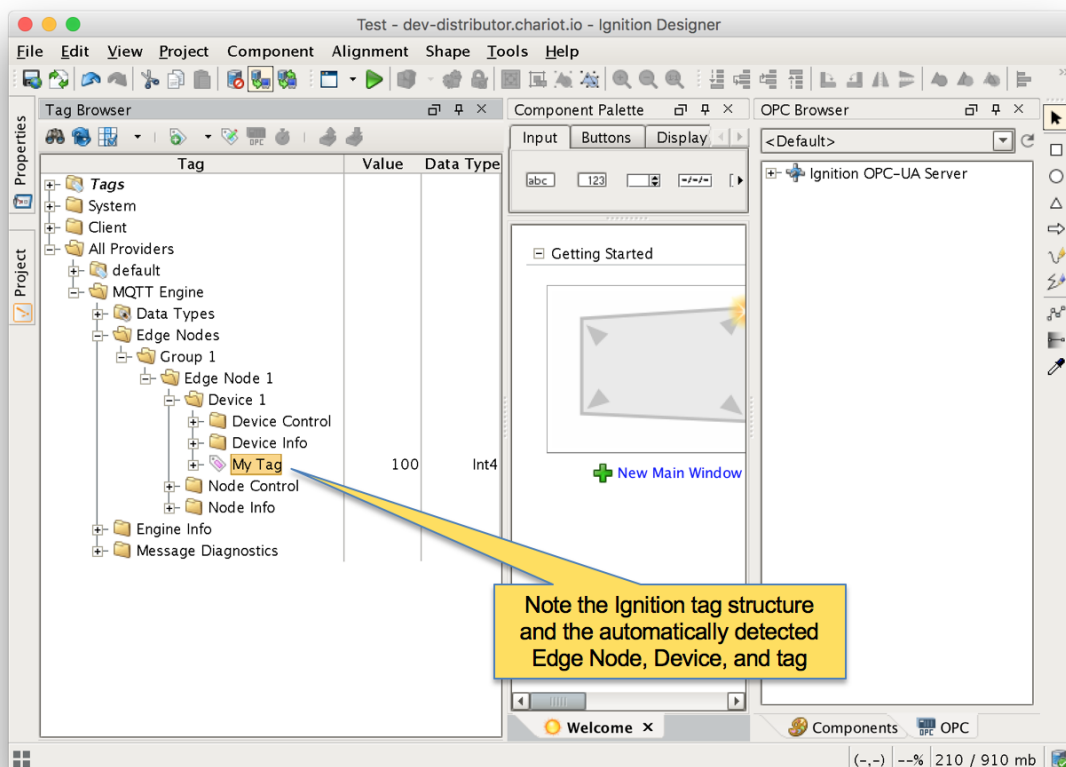 Test - dev-distributor.chariot.io - Ignition Designer
File Edit View Project Component Alignment Shape Tools Help
Tag Browser
Component Palette
OPC Browser
Properties
Project
OPC
Tag Value Data Type
Tags
System
Client
All Providers
default
MQTT Engine
Data Types
Edge Nodes
Group 1
Edge Node 1
Device 1
Device Control
Device Info
My Tag 100 Int4
Node Control
Node Info
Engine Info
Message Diagnostics
Input Buttons Display
abc 123 -/-/-
Getting Started
New Main Window
Welcome
<Default>
Ignition OPC-UA Server
Note the Ignition tag structure
and the automatically detected
Edge Node, Device, and tag
Components OPC OPC
(-,-) --% 210 / 910 mb